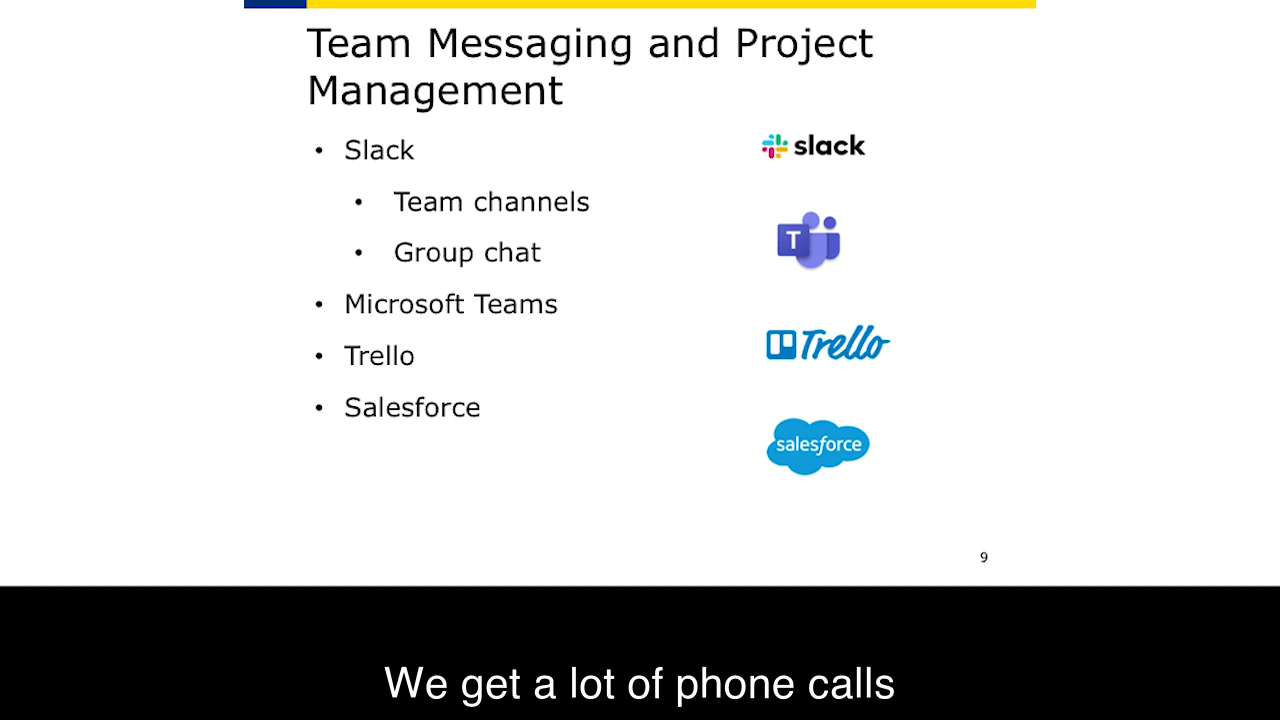 Team Messaging and Project
Management
• Slack
• Team channels
• Group chat
• Microsoft Teams
• Trello
• Salesforce
slack
T
Trello
salesforce
9
We get a lot of phone calls